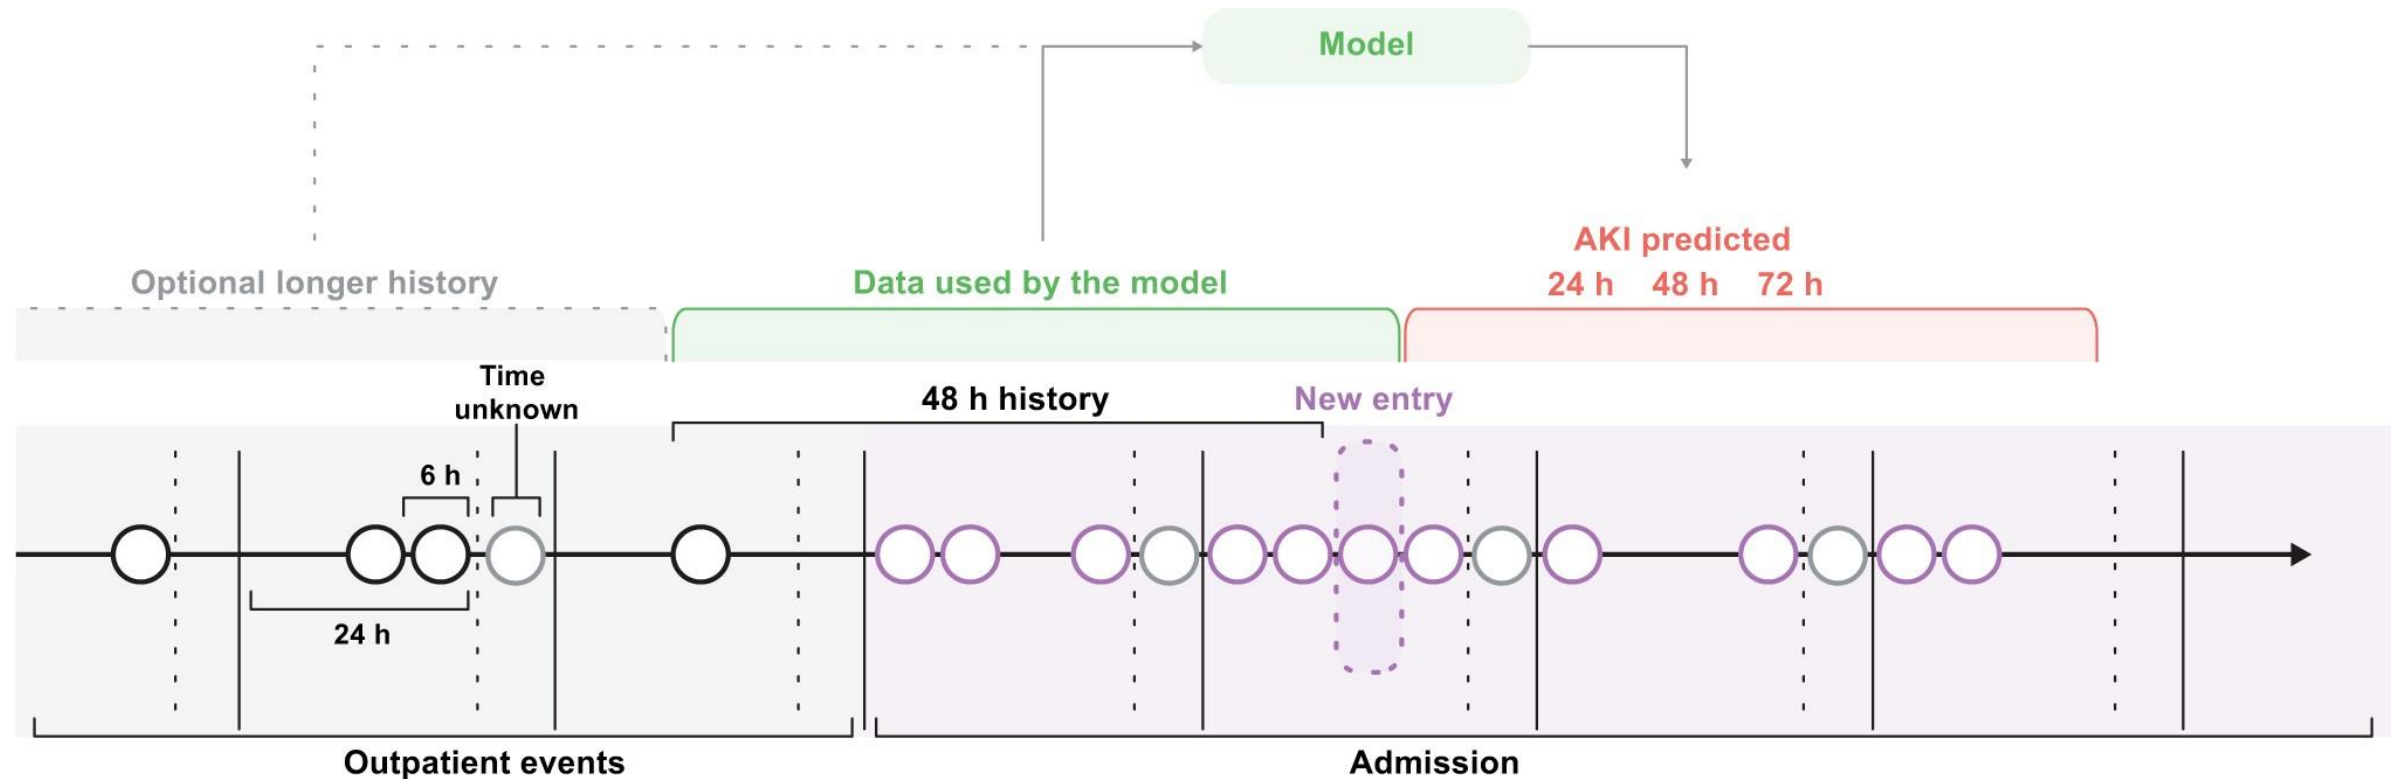 Model
AKI predicted
Optional longer history
Data used by the model
24 h 48 h 72 h
Time
unknown
48 h history
New entry
6 h
24 h
Outpatient events
Admission